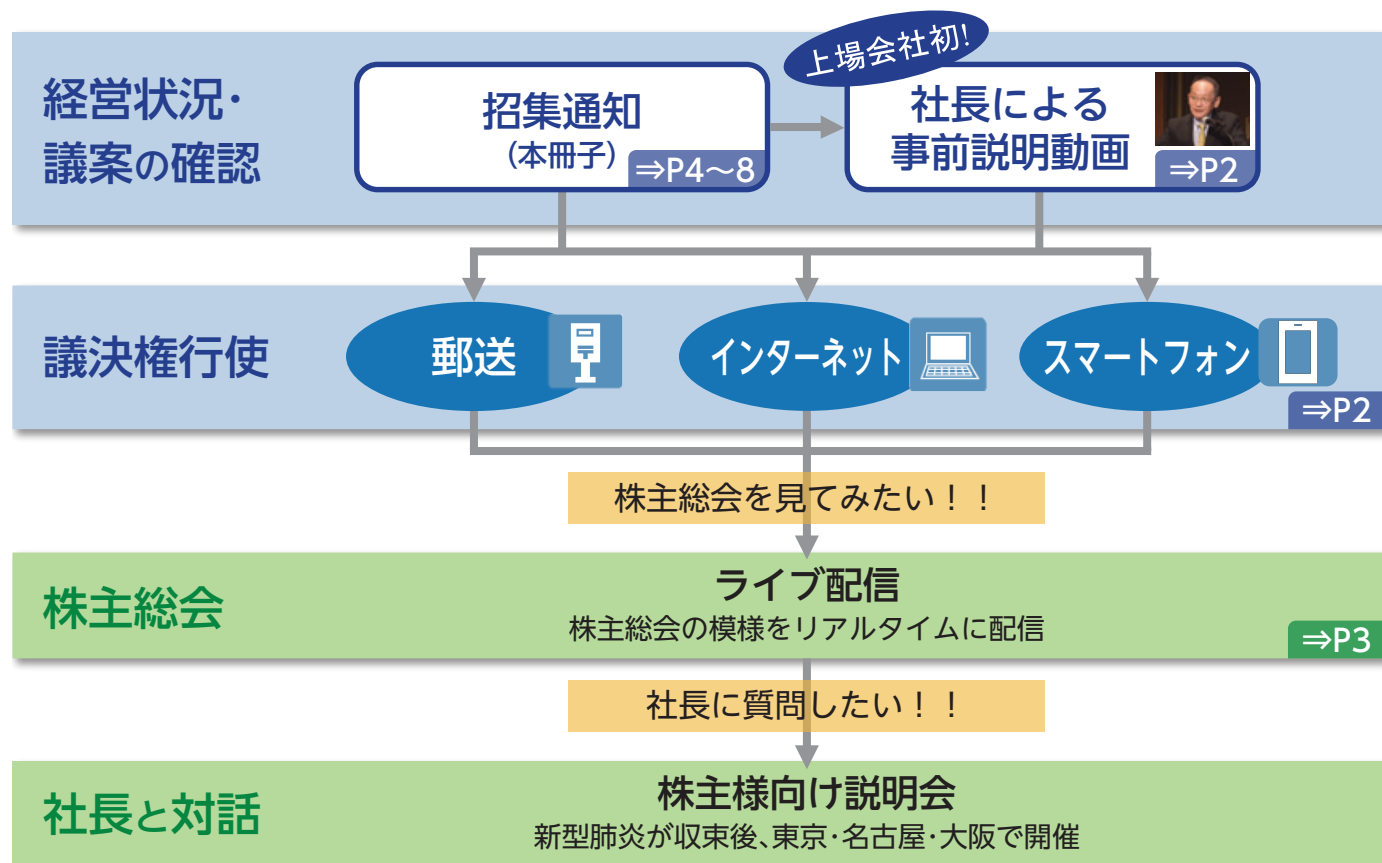 上場会社初!
経営状況・
議案の確認
招集通知
(本冊子)
⇒P4〜8
社長による
事前説明動画
⇒P2
議決権行使
郵送
インターネット
スマートフォン
⇒P2
株主総会を見てみたい！！
株主総会
ライブ配信
株主総会の模様をリアルタイムに配信
⇒P3
社長に質問したい！！
社長と対話
株主様向け説明会
新型肺炎が収束後、東京・名古屋・大阪で開催